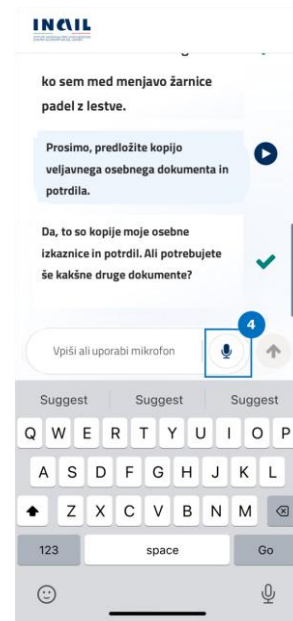 INAIL
ko sem med menjavo žarnice
padel z lestve.
Prosimo, predložite kopijo
veljavnega osebnega dokumenta in
potrdila.
Da, to so kopije moje osebne
izkaznice in potrdil. Ali potrebujete
še kakšne druge dokumente?
4
Vpiši ali uporabi mikrofon
Suggest Suggest Suggest
Q W E R T Y U I O P
A S D F G H J K L
Z X C V B N M
123 space Go